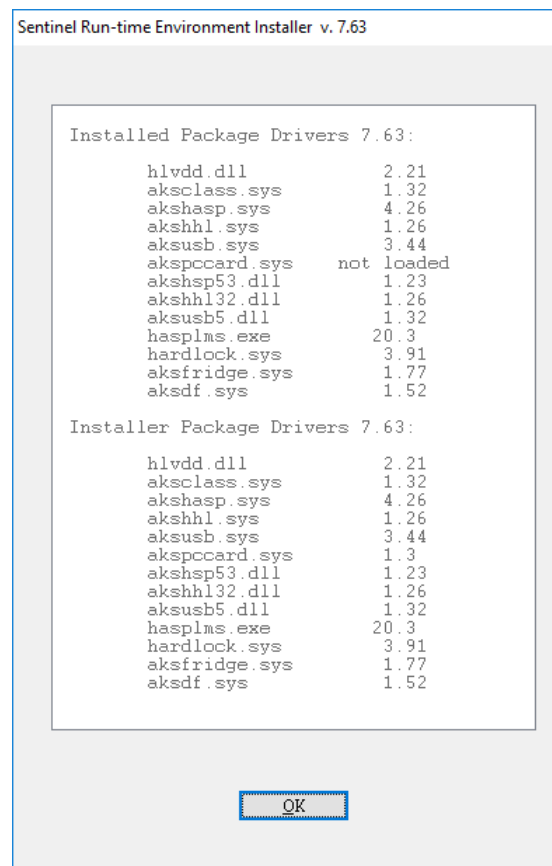 Sentinel Run-time Environment Installer v. 7.63
Installed Package Drivers 7.63:
hlvdd.dll 2.21
aksclass.sys 1.32
akshasp.sys 4.26
akshhl.sys 1.26
aksusb.sys 3.44
akspccard.sys not loaded
akshsp53.dll 1.23
akshhl32.dll 1.26
aksusb5.dll 1.32
hasplms.exe 20.3
hardlock.sys 3.91
aksfridge.sys 1.77
aksdf.sys 1.52
Installer Package Drivers 7.63:
hlvdd.dll 2.21
aksclass.sys 1.32
akshasp.sys 4.26
akshhl.sys 1.26
aksusb.sys 3.44
akspccard.sys 1.3
akshsp53.dll 1.23
akshhl32.dll 1.26
aksusb5.dll 1.32
hasplms.exe 20.3
hardlock.sys 3.91
aksfridge.sys 1.77
aksdf.sys 1.52
OK